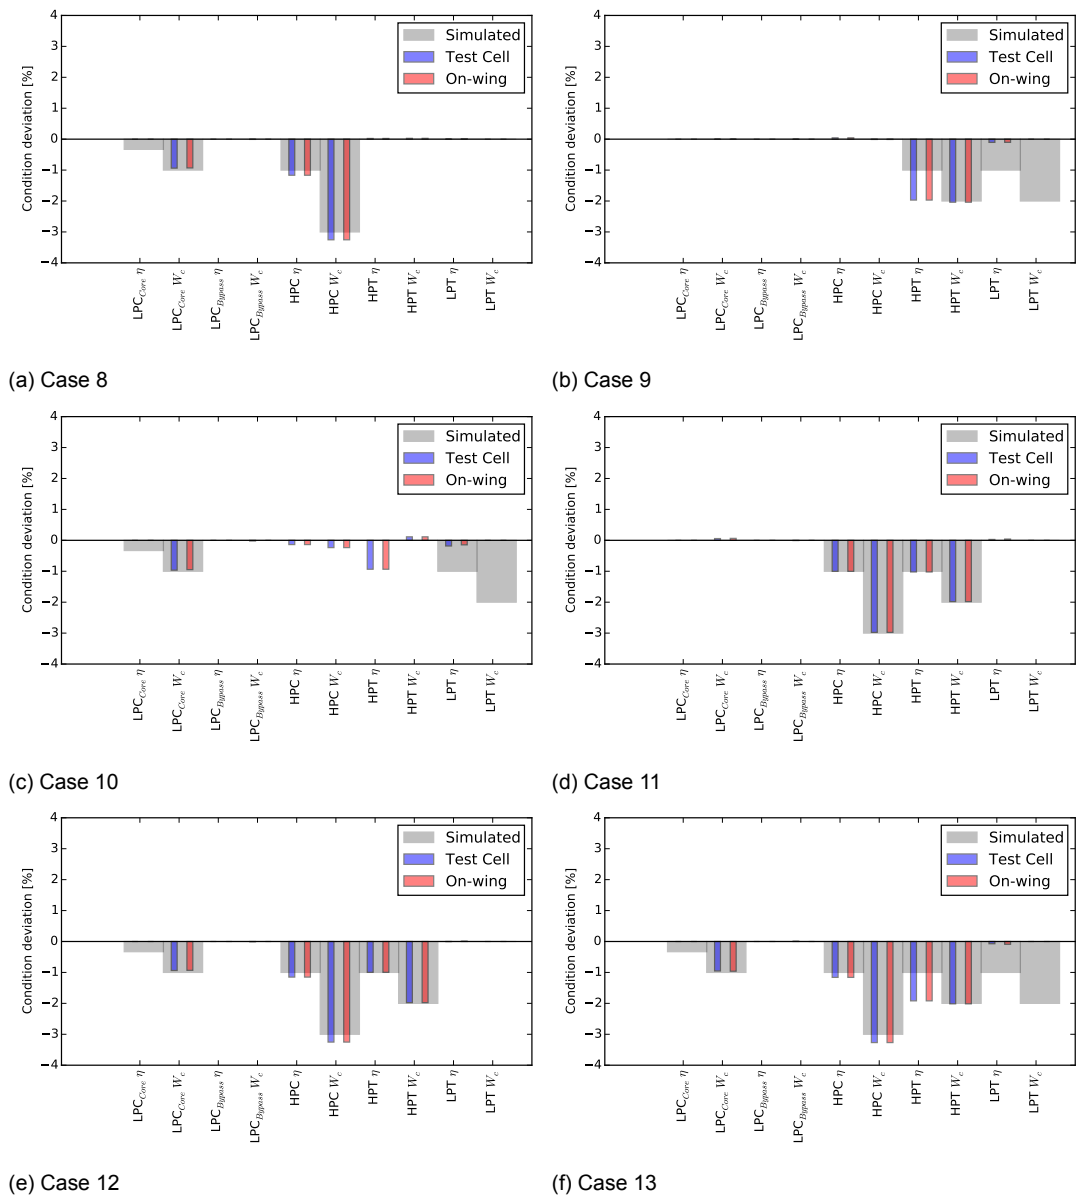 4
3
2
1
0
−1
−2
−3
−4
Condition deviation [%]
Simulated
Test Cell
On-wing
LPC_Core η
LPC_Core W_c
LPC_Bypass η
LPC_Bypass W_c
HPC η
HPC W_c
HPT η
HPT W_c
LPT η
LPT W_c
(a) Case 8
4
3
2
1
0
−1
−2
−3
−4
Condition deviation [%]
Simulated
Test Cell
On-wing
LPC_Core η
LPC_Core W_c
LPC_Bypass η
LPC_Bypass W_c
HPC η
HPC W_c
HPT η
HPT W_c
LPT η
LPT W_c
(b) Case 9
4
3
2
1
0
−1
−2
−3
−4
Condition deviation [%]
Simulated
Test Cell
On-wing
LPC_Core η
LPC_Core W_c
LPC_Bypass η
LPC_Bypass W_c
HPC η
HPC W_c
HPT η
HPT W_c
LPT η
LPT W_c
(c) Case 10
4
3
2
1
0
−1
−2
−3
−4
Condition deviation [%]
Simulated
Test Cell
On-wing
LPC_Core η
LPC_Core W_c
LPC_Bypass η
LPC_Bypass W_c
HPC η
HPC W_c
HPT η
HPT W_c
LPT η
LPT W_c
(d) Case 11
4
3
2
1
0
−1
−2
−3
−4
Condition deviation [%]
Simulated
Test Cell
On-wing
LPC_Core η
LPC_Core W_c
LPC_Bypass η
LPC_Bypass W_c
HPC η
HPC W_c
HPT η
HPT W_c
LPT η
LPT W_c
(e) Case 12
4
3
2
1
0
−1
−2
−3
−4
Condition deviation [%]
Simulated
Test Cell
On-wing
LPC_Core η
LPC_Core W_c
LPC_Bypass η
LPC_Bypass W_c
HPC η
HPC W_c
HPT η
HPT W_c
LPT η
LPT W_c
(f) Case 13